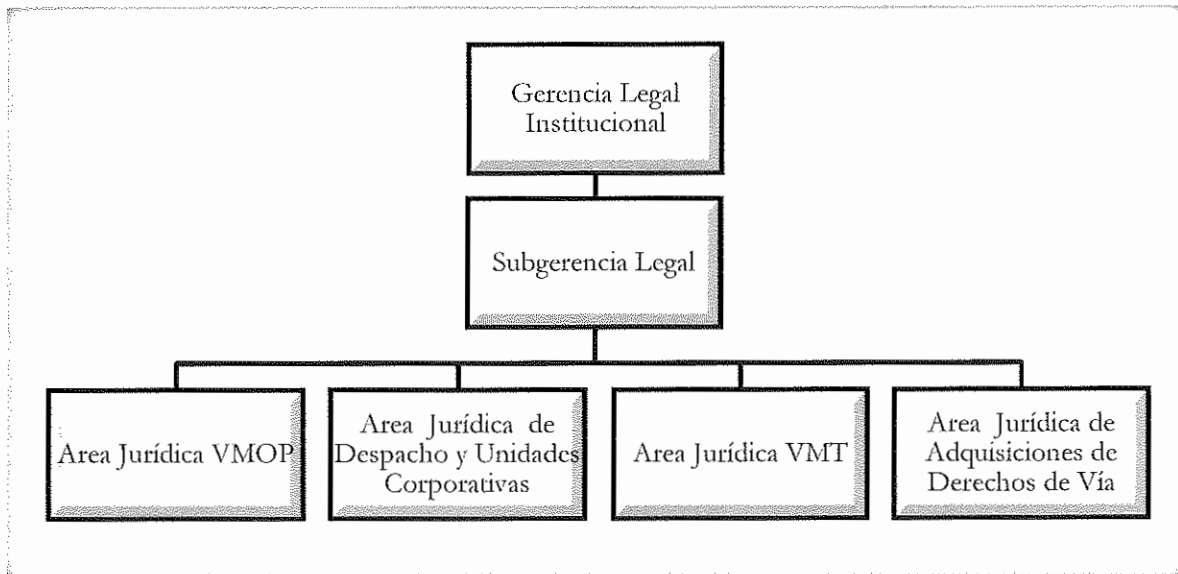 Gerencia Legal
Institucional
Subgerencia Legal
Area Jurídica VMOP
Area Jurídica de
Despacho y Unidades
Corporativas
Area Jurídica VMT
Area Jurídica de
Adquisiciones de
Derechos de Vía